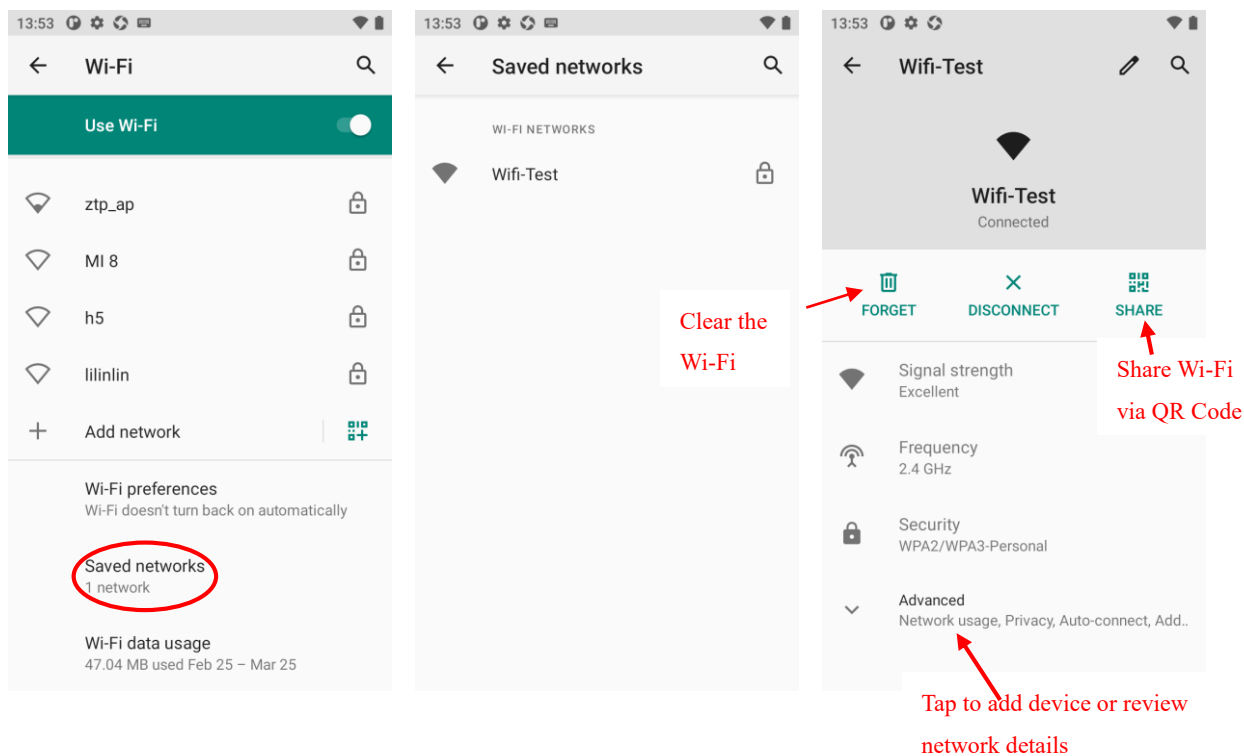 13:53
Wi-Fi
Use Wi-Fi
ztp_ap
MI 8
h5
lilinlin
Add network
Wi-Fi preferences
Wi-Fi doesn't turn back on automatically
Saved networks
1 network
Wi-Fi data usage
47.04 MB used Feb 25 – Mar 25
13:53
Saved networks
WI-FI NETWORKS
Wifi-Test
Clear the
Wi-Fi
13:53
Wifi-Test
Wifi-Test
Connected
FORGET
DISCONNECT
SHARE
Share Wi-Fi
via QR Code
Signal strength
Excellent
Frequency
2.4 GHz
Security
WPA2/WPA3-Personal
Advanced
Network usage, Privacy, Auto-connect, Add..
Tap to add device or review
network details